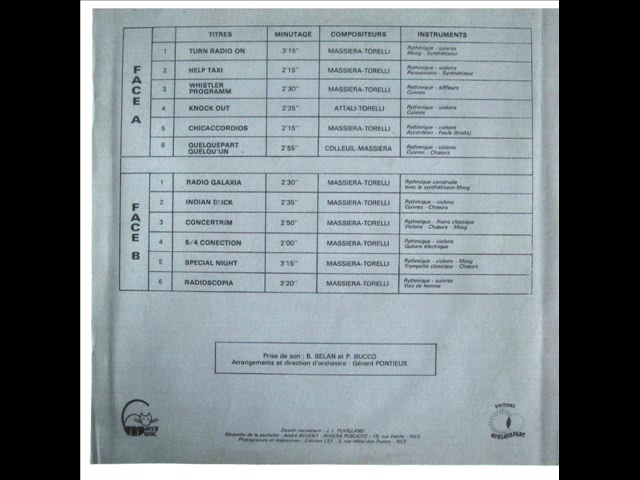 TITRES MINUTAGE COMPOSITEURS INSTRUMENTS
FACE A
1 TURN RADIO ON 3'15'' MASSIERA-TORELLI Rythmique - cuivres
Moog - Synthétiseur
2 HELP TAXI 2'15'' MASSIERA-TORELLI Rythmique - violons
Percussions - Synthétiseur
3 WHISTLER PROGRAMM 2'30'' MASSIERA-TORELLI Rythmique - siffleurs
Cuivres
4 KNOCK OUT 2'25'' ATTALI-TORELLI Rythmique - violons
Cuivres
5 CHICACCORDIOS 2'15'' MASSIERA-TORELLI Rythmique - violons
Accordéon - Foule (bruits)
6 QUELQUEPART QUELQU'UN 2'55'' COLLEUIL-MASSIERA Rythmique - violons
Cuivres - Chœurs
FACE B
1 RADIO GALAXIA 2'30'' MASSIERA-TORELLI Rythmique construite
avec le synthétiseur-Moog
2 INDIAN DUCK 2'35'' MASSIERA-TORELLI Rythmique - violons
Cuivres - Chœurs
3 CONCERTRIM 2'50'' MASSIERA-TORELLI Rythmique - Piano classique
Violons - Chœurs - Moog
4 5/4 CONECTION 2'00'' MASSIERA-TORELLI Rythmique - violons
Guitare électrique
5 SPECIAL NIGHT 3'15'' MASSIERA-TORELLI Rythmique - violons - Moog
Trompette classique - Chœurs
6 RADIOSCOPIA 3'20'' MASSIERA-TORELLI Rythmique - cuivres
Voix de femme
Prise de son : B. BELAN et P. BUCCO
Arrangements et direction d'orchestre : Gérard PONTIEUX
Dessin couverture : J. L. PUVILLAND
Maquette de la pochette : André BOUDET - RIVIERA PUBLICITE - 19, rue Delille - NICE
Photogravure et impression : Editions CEF - 2, rue Hôtel-des-Postes - NICE
EDITIONS
QUELQUEPART